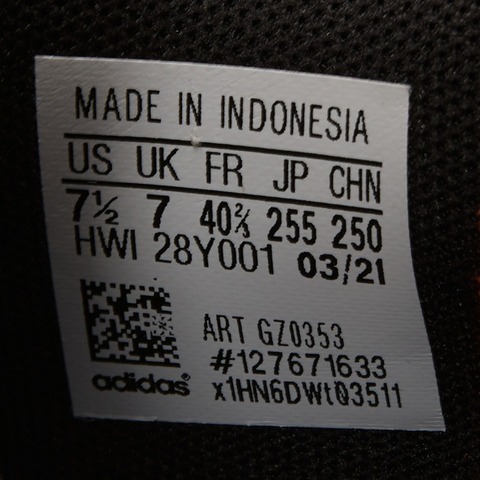 MADE IN INDONESIA
US UK FR JP CHN
7½ 7 40⅔ 255 250
HWI 28Y001 03/21
ART GZ0353
#127671633
adidas® x1HN6DWtQ3511